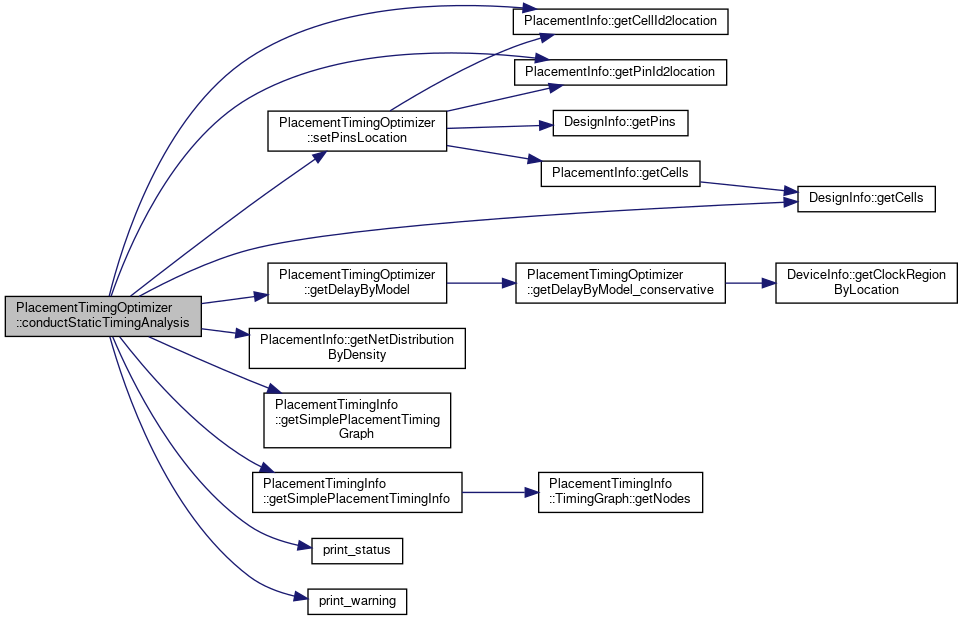 PlacementInfo::getCellId2location
PlacementInfo::getPinId2location
PlacementTimingOptimizer
::setPinsLocation
DesignInfo::getPins
PlacementInfo::getCells
DesignInfo::getCells
PlacementTimingOptimizer
::getDelayByModel
PlacementTimingOptimizer
::getDelayByModel_conservative
DeviceInfo::getClockRegion
ByLocation
PlacementTimingOptimizer
::conductStaticTimingAnalysis
PlacementInfo::getNetDistribution
ByDensity
PlacementTimingInfo
::getSimplePlacementTiming
Graph
PlacementTimingInfo
::getSimplePlacementTimingInfo
PlacementTimingInfo
::TimingGraph::getNodes
print_status
print_warning